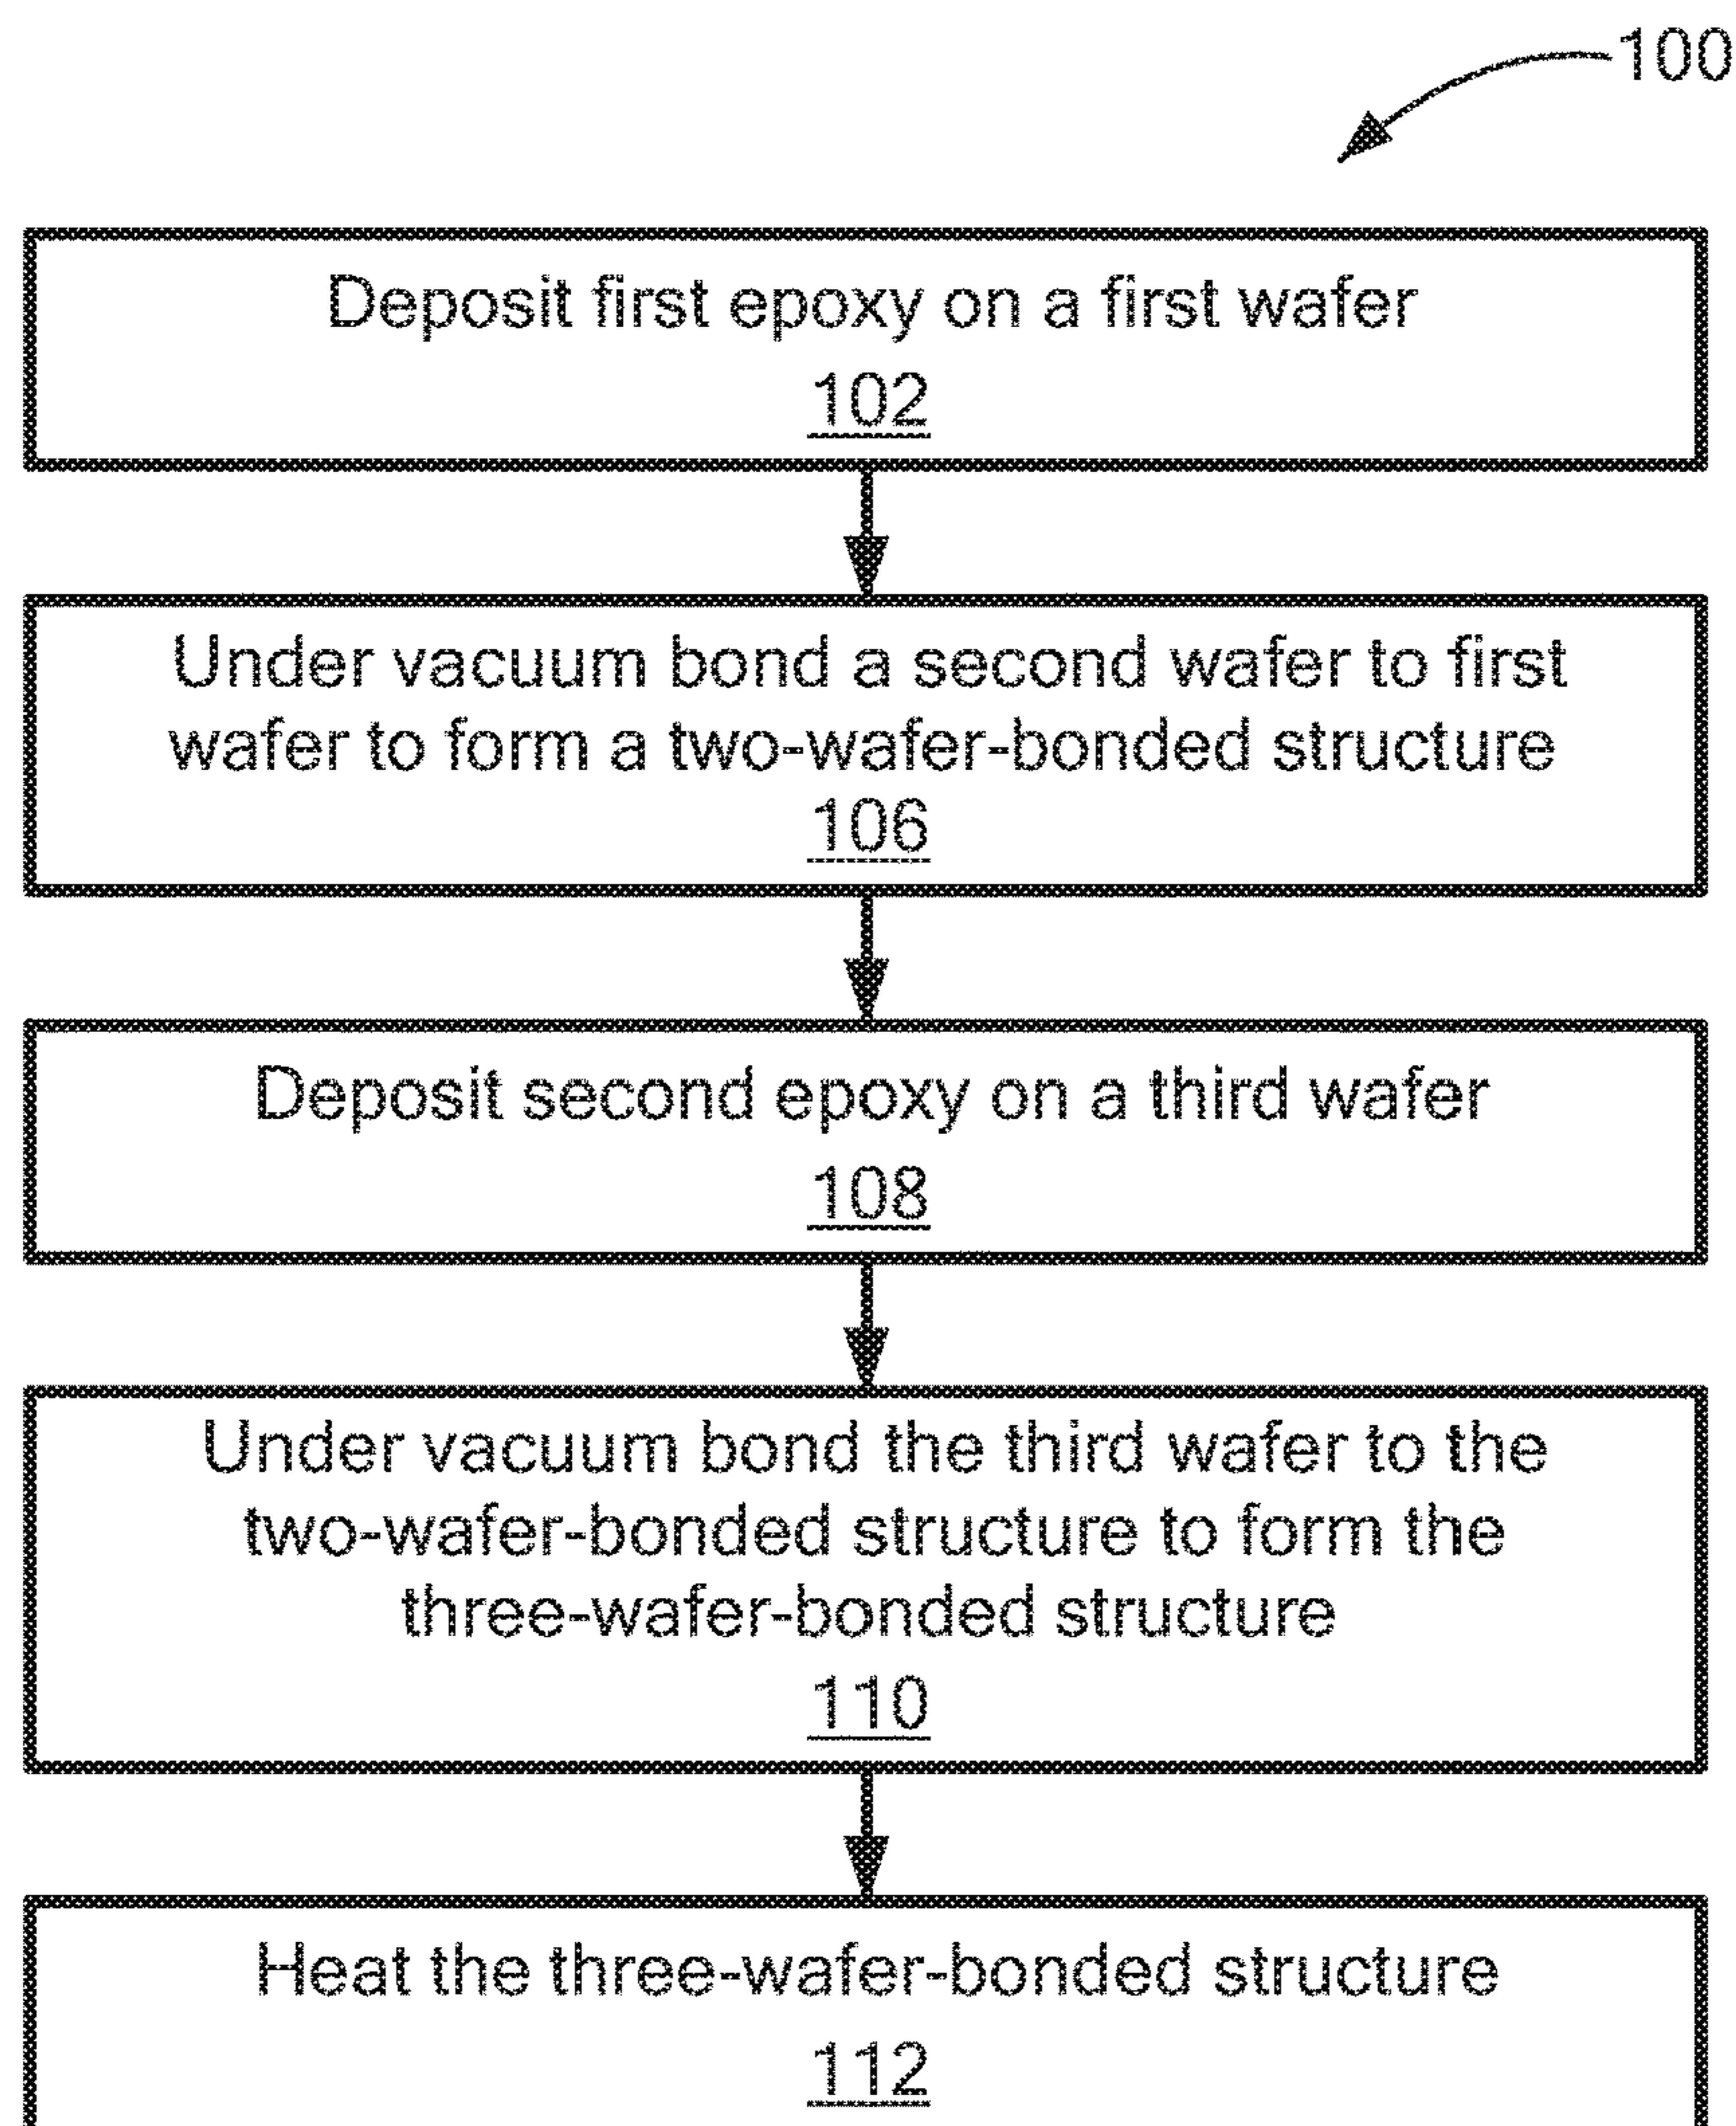 100
Deposit first epoxy on a first wafer
102
Under vacuum bond a second wafer to first
wafer to form a two-wafer-bonded structure
106
Deposit second epoxy on a third wafer
108
Under vacuum bond the third wafer to the
two-wafer-bonded structure to form the
three-wafer-bonded structure
110
Heat the three-wafer-bonded structure
112